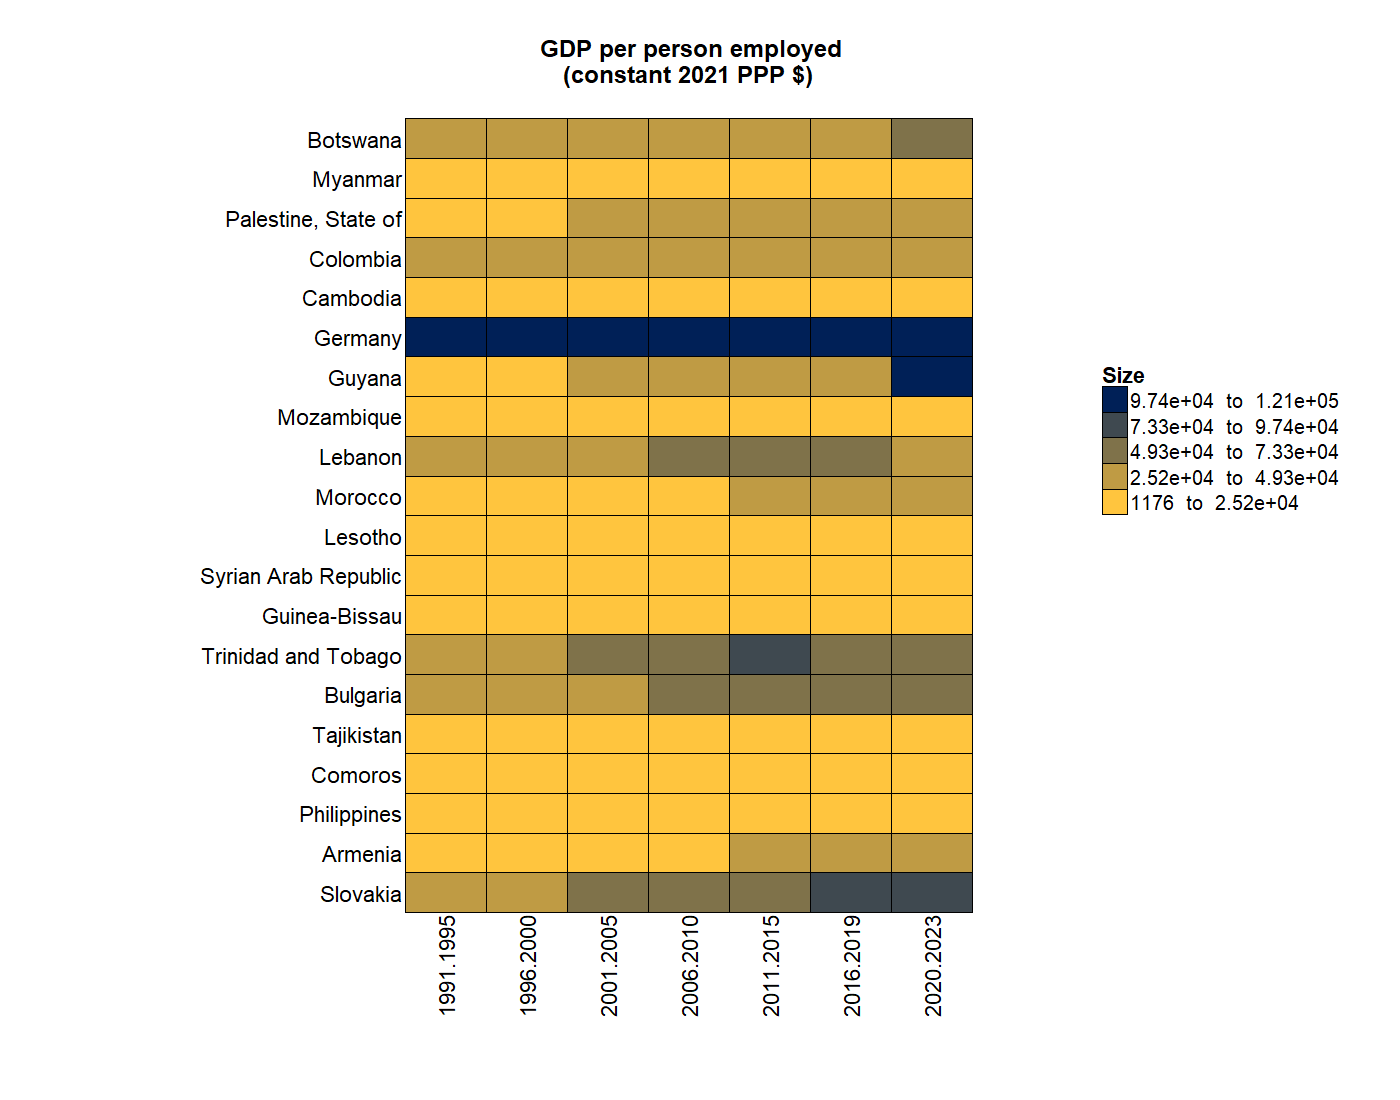 GDP per person employed
(constant 2021 PPP $)
Botswana
Myanmar
Palestine, State of
Colombia
Cambodia
Germany
Guyana
Mozambique
Lebanon
Morocco
Lesotho
Syrian Arab Republic
Guinea-Bissau
Trinidad and Tobago
Bulgaria
Tajikistan
Comoros
Philippines
Armenia
Slovakia
1991.1995
1996.2000
2001.2005
2006.2010
2011.2015
2016.2019
2020.2023
Size
9.74e+04 to 1.21e+05
7.33e+04 to 9.74e+04
4.93e+04 to 7.33e+04
2.52e+04 to 4.93e+04
1176 to 2.52e+04